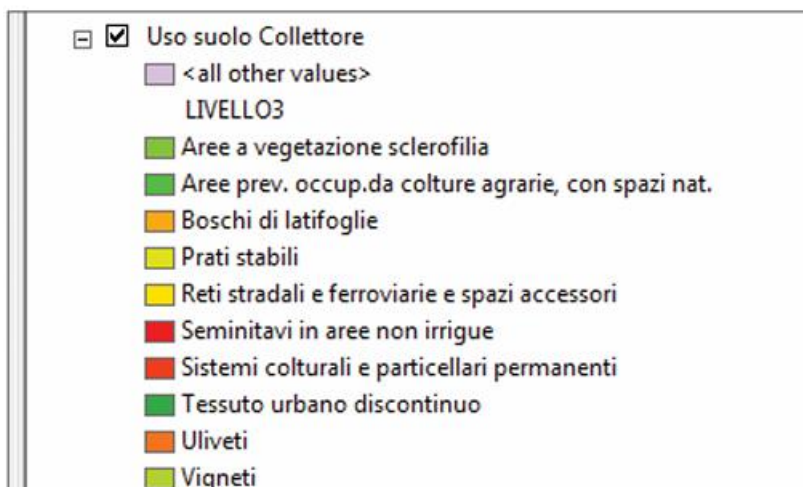 Uso suolo Collettore
<all other values>
LIVELLO3
Aree a vegetazione sclerofilia
Aree prev. occup.da colture agrarie, con spazi nat.
Boschi di latifoglie
Prati stabili
Reti stradali e ferroviarie e spazi accessori
Seminitavi in aree non irrigue
Sistemi colturali e particellari permanenti
Tessuto urbano discontinuo
Uliveti
Vigneti